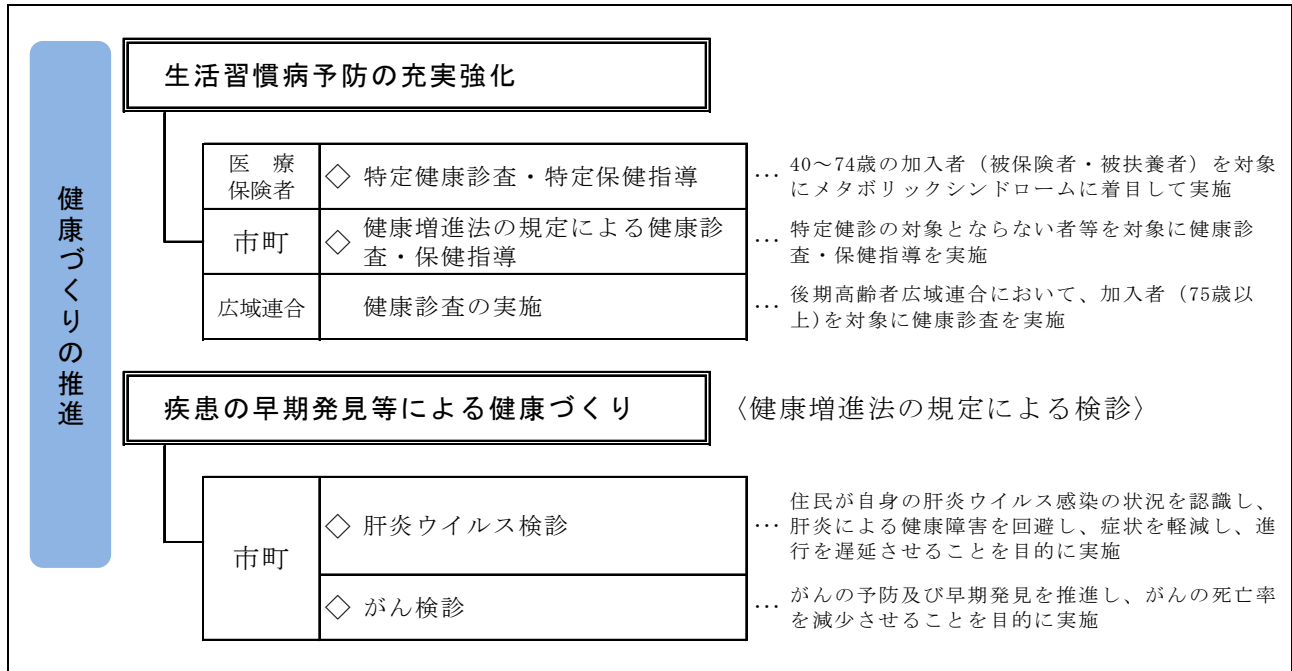 健康づくりの推進
生活習慣病予防の充実強化
医　療
保険者
◇ 特定健康診査・特定保健指導
… 40～74歳の加入者（被保険者・被扶養者）を対象
にメタボリックシンドロームに着目して実施
市町
◇ 健康増進法の規定による健康診
査・保健指導
… 特定健診の対象とならない者等を対象に健康診
査・保健指導を実施
広域連合
健康診査の実施
… 後期高齢者広域連合において、加入者（75歳以
上)を対象に健康診査を実施
疾患の早期発見等による健康づくり
〈健康増進法の規定による検診〉
市町
◇ 肝炎ウイルス検診
住民が自身の肝炎ウイルス感染の状況を認識し、
… 肝炎による健康障害を回避し、症状を軽減し、進
行を遅延させることを目的に実施
◇ がん検診
… がんの予防及び早期発見を推進し、がんの死亡率
を減少させることを目的に実施